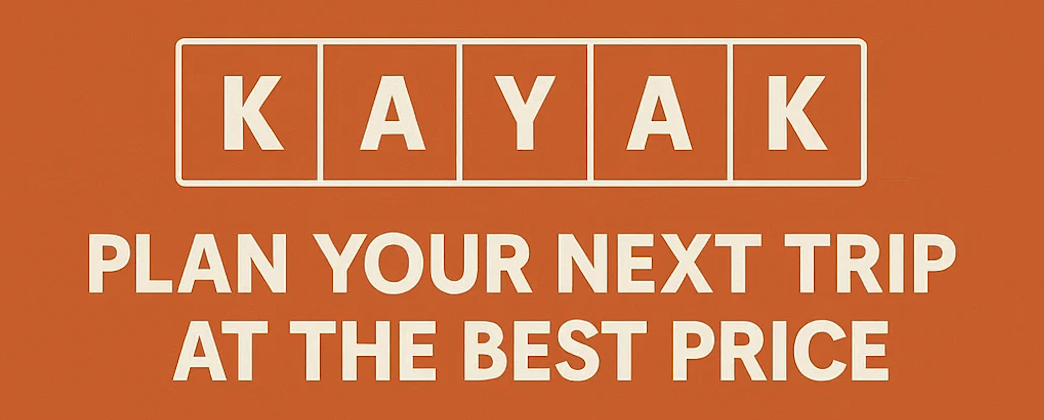 KAYAK
PLAN YOUR NEXT TRIP
AT THE BEST PRICE